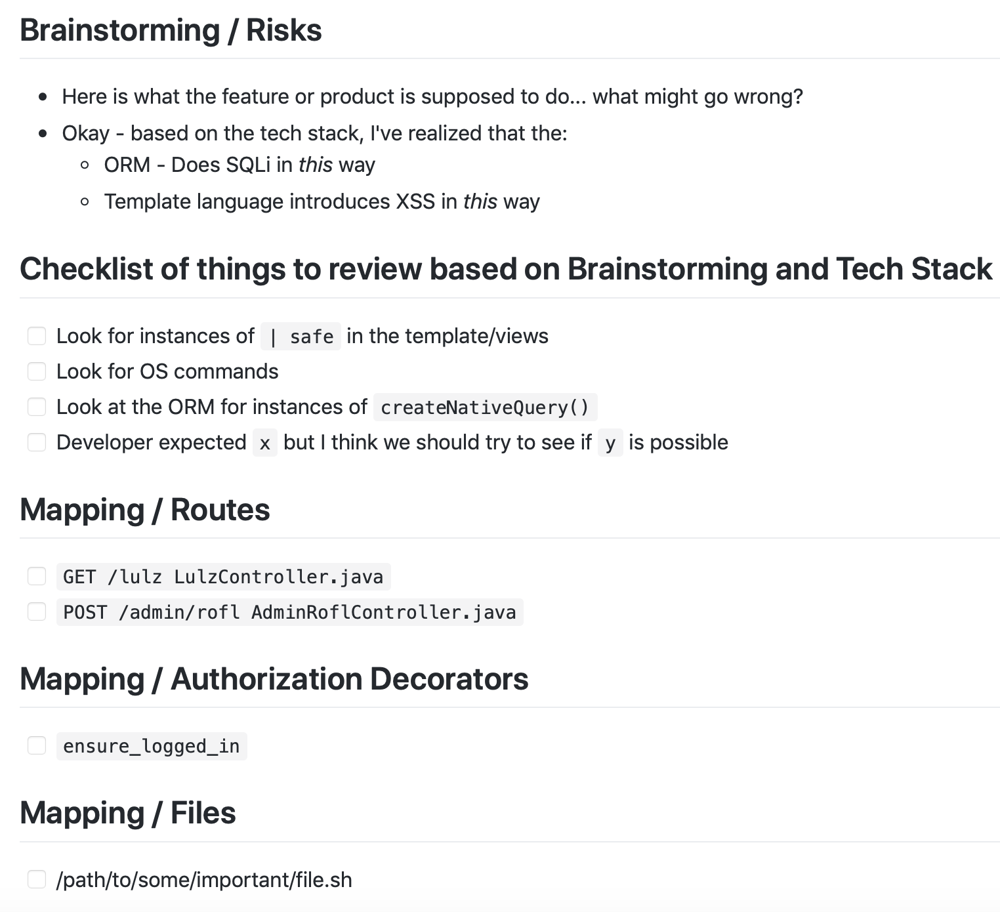 Brainstorming / Risks
Here is what the feature or product is supposed to do... what might go wrong?
Okay - based on the tech stack, I've realized that the:
ORM - Does SQLi in this way
Template language introduces XSS in this way
Checklist of things to review based on Brainstorming and Tech Stack
Look for instances of | safe in the template/views
Look for OS commands
Look at the ORM for instances of createNativeQuery()
Developer expected x but I think we should try to see if y is possible
Mapping / Routes
GET /lulz LulzController.java
POST /admin/rofl AdminRoflController.java
Mapping / Authorization Decorators
ensure_logged_in
Mapping / Files
/path/to/some/important/file.sh